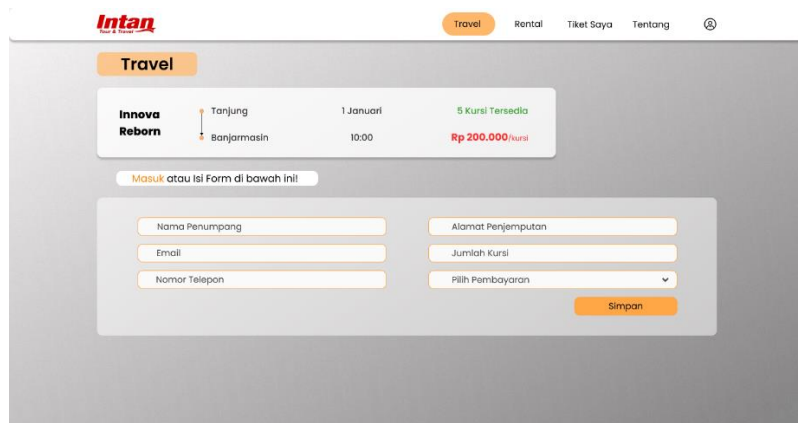 Intan
Tour & Travel
Travel Rental Tiket Saya Tentang
Travel
Innova Reborn
Tanjung
Banjarmasin
1 Januari
10:00
5 Kursi Tersedia
Rp 200.000/kursi
Masuk atau Isi Form di bawah ini!
Nama Penumpang
Alamat Penjemputan
Email
Jumlah Kursi
Nomor Telepon
Pilih Pembayaran
Simpan